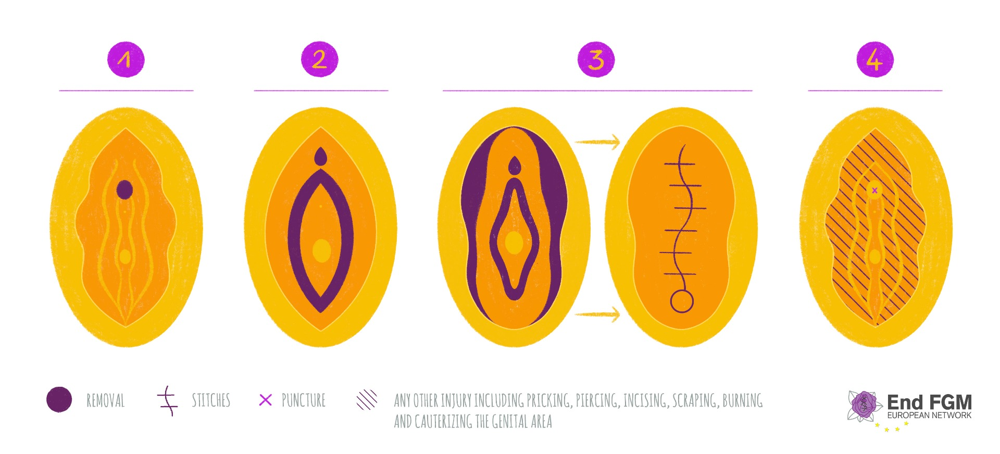 1
2
3
4
REMOVAL
STITCHES
PUNCTURE
ANY OTHER INJURY INCLUDING PRICKING, PIERCING, INCISING, SCRAPING, BURNING
AND CAUTERIZING THE GENITAL AREA
End FGM
EUROPEAN NETWORK